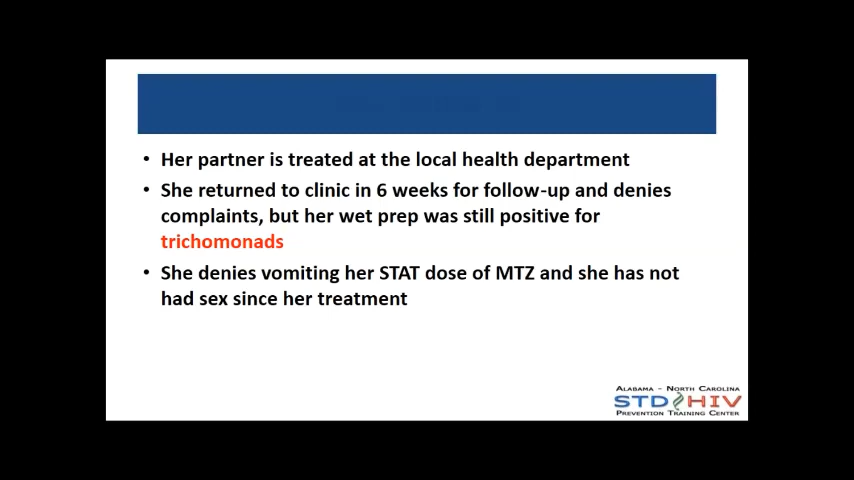 • Her partner is treated at the local health department
• She returned to clinic in 6 weeks for follow-up and denies
complaints, but her wet prep was still positive for
trichomonads
• She denies vomiting her STAT dose of MTZ and she has not
had sex since her treatment
Alabama - North Carolina
STD HIV
Prevention Training Center